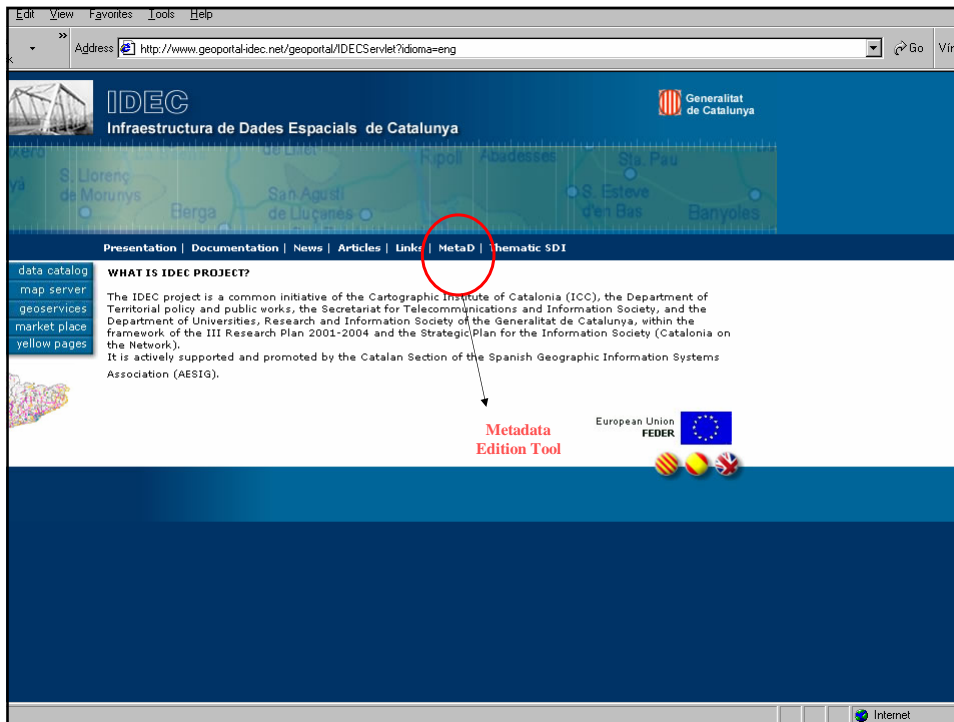 Edit View Favorites Tools Help
»
Address http://www.geoportal-idec.net/geoportal/IDECServlet?idioma=eng Go
IDEC
Infraestructura de Dades Espacials de Catalunya
Generalitat
de Catalunya
de Lillet
Ripoll Abadesses Sta. Pau
S. Llorenç
de Morunys
Berga
San Agustí
de Lluçanés
S. Esteve
d'en Bas
Banyoles
Presentation | Documentation | News | Articles | Links | MetaD | Thematic SDI
data catalog
map server
geoservices
market place
yellow pages
WHAT IS IDEC PROJECT?
The IDEC project is a common initiative of the Cartographic Institute of Catalonia (ICC), the Department of
Territorial policy and public works, the Secretariat for Telecommunications and Information Society, and the
Department of Universities, Research and Information Society of the Generalitat de Catalunya, within the
framework of the III Research Plan 2001-2004 and the Strategic Plan for the Information Society (Catalonia on
the Network).
It is actively supported and promoted by the Catalan Section of the Spanish Geographic Information Systems
Association (AESIG).
Metadata
Edition Tool
European Union
FEDER
Internet